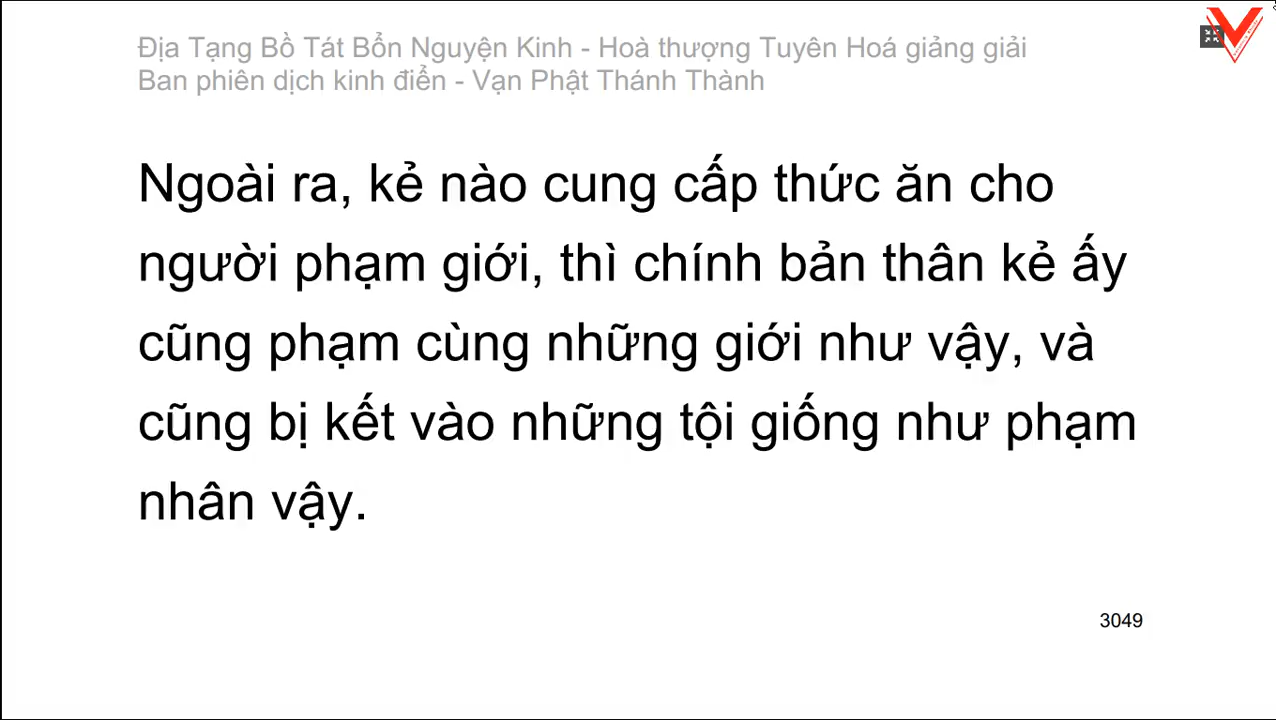 Địa Tạng Bồ Tát Bổn Nguyện Kinh - Hoà thượng Tuyên Hoá giảng giải
Ban phiên dịch kinh điển - Vạn Phật Thánh Thành
Ngoài ra, kẻ nào cung cấp thức ăn cho
người phạm giới, thì chính bản thân kẻ ấy
cũng phạm cùng những giới như vậy, và
cũng bị kết vào những tội giống như phạm
nhân vậy.
3049